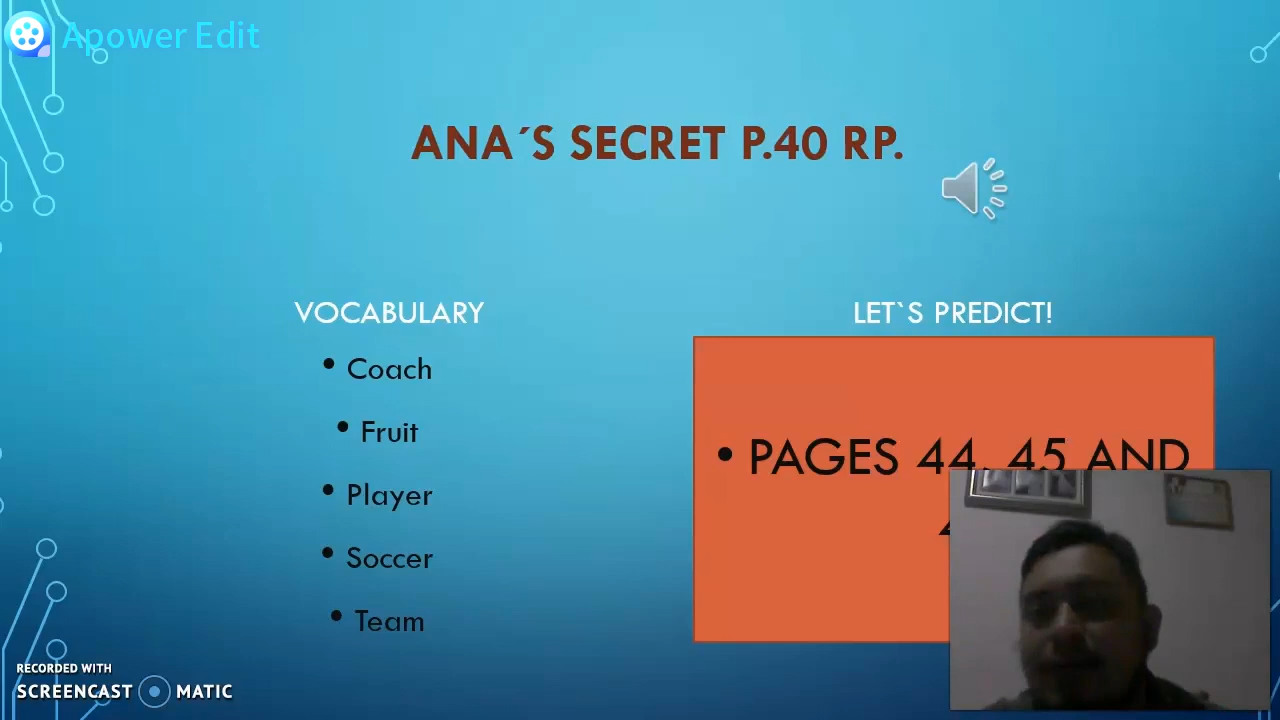 Apower Edit
ANA´S SECRET P.40 RP.
VOCABULARY
• Coach
• Fruit
• Player
• Soccer
• Team
LET`S PREDICT!
• PAGES 44, 45 AND
RECORDED WITH
SCREENCAST MATIC